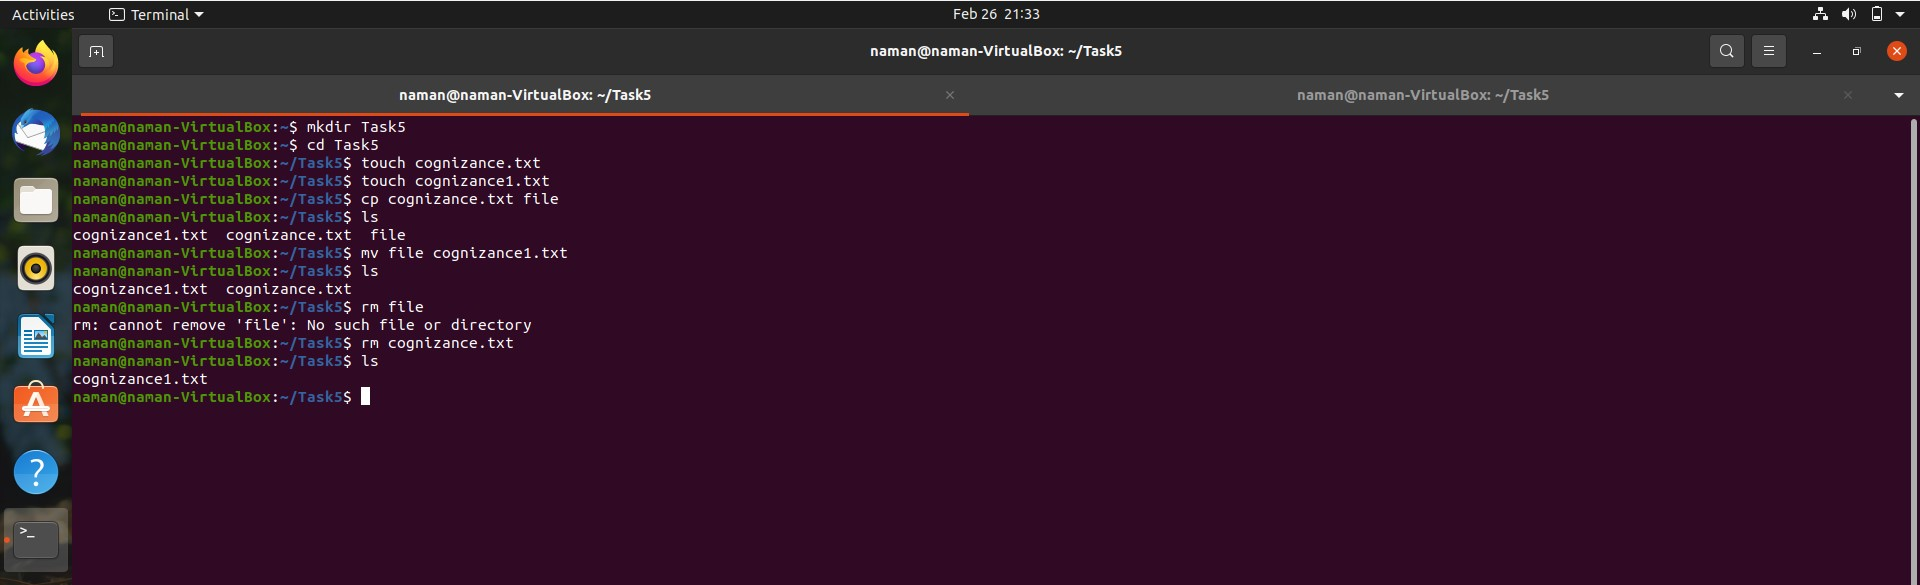 Activities Terminal Feb 26 21:33
naman@naman-VirtualBox: ~/Task5
naman@naman-VirtualBox: ~/Task5 naman@naman-VirtualBox: ~/Task5
naman@naman-VirtualBox:~$ mkdir Task5
naman@naman-VirtualBox:~$ cd Task5
naman@naman-VirtualBox:~/Task5$ touch cognizance.txt
naman@naman-VirtualBox:~/Task5$ touch cognizance1.txt
naman@naman-VirtualBox:~/Task5$ cp cognizance.txt file
naman@naman-VirtualBox:~/Task5$ ls
cognizance1.txt  cognizance.txt  file
naman@naman-VirtualBox:~/Task5$ mv file cognizance1.txt
naman@naman-VirtualBox:~/Task5$ ls
cognizance1.txt  cognizance.txt
naman@naman-VirtualBox:~/Task5$ rm file
rm: cannot remove 'file': No such file or directory
naman@naman-VirtualBox:~/Task5$ rm cognizance.txt
naman@naman-VirtualBox:~/Task5$ ls
cognizance1.txt
naman@naman-VirtualBox:~/Task5$